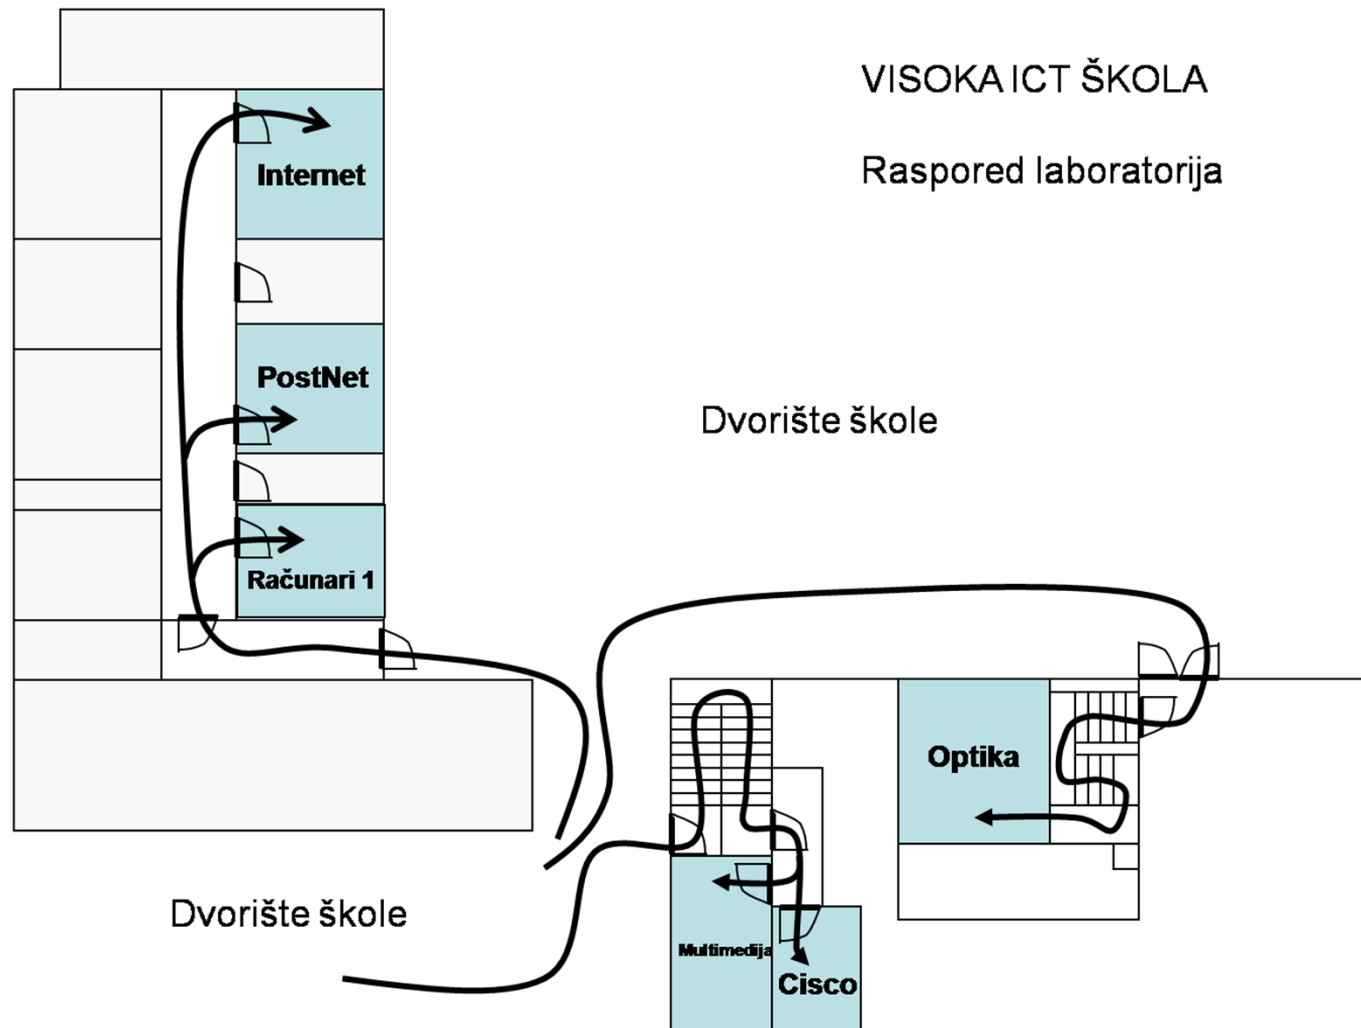 VISOKA ICT ŠKOLA
Raspored laboratorija
Internet
PostNet
Dvorište škole
Računari 1
Optika
Dvorište škole
Multimedija
Cisco